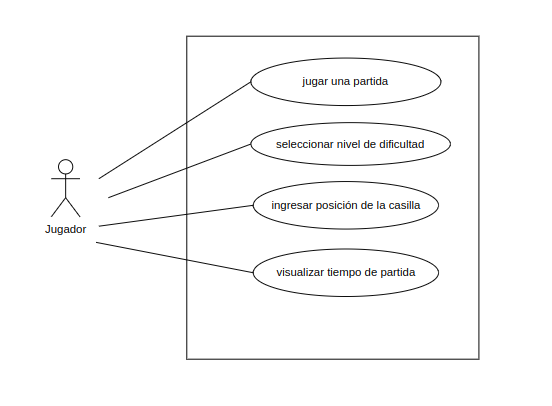 jugar una partida
seleccionar nivel de dificultad
ingresar posición de la casilla
Jugador
visualizar tiempo de partida